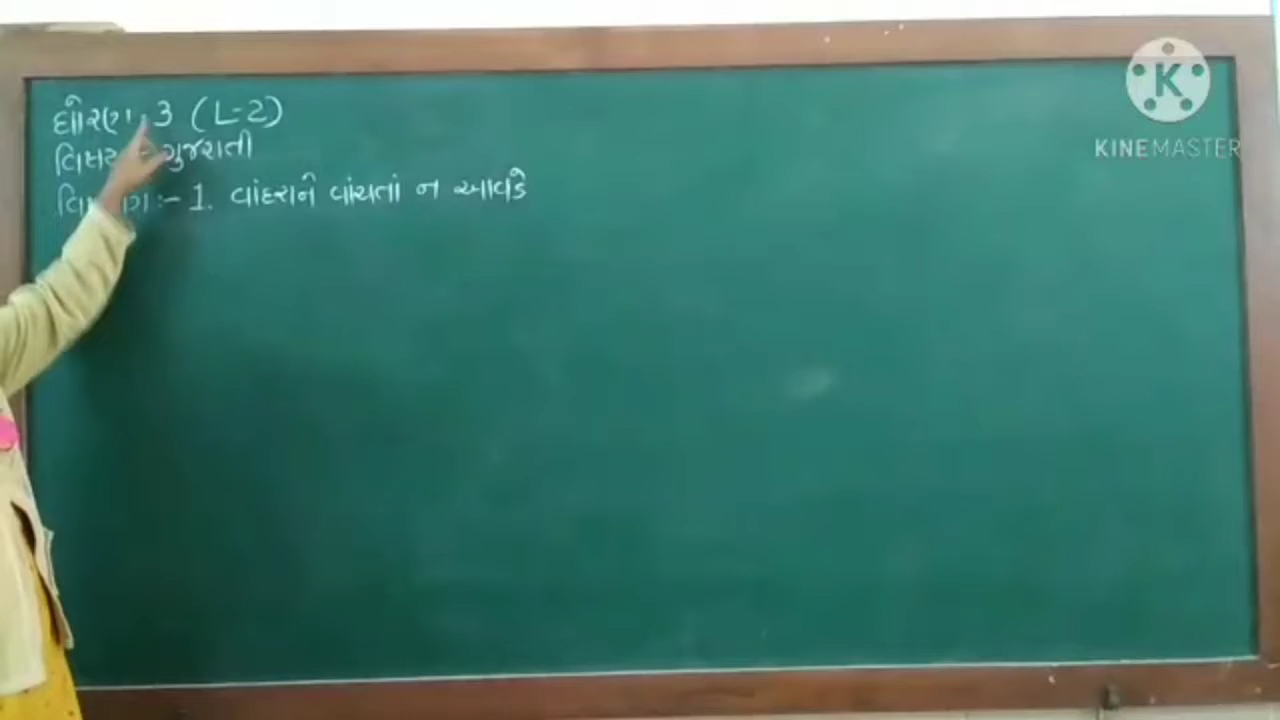 ધોરણ 3 (L-2)
વિષય :- ગુજરાતી
:- 1. વાંદરાને વાંચતાં ન આવડે
KINEMASTER